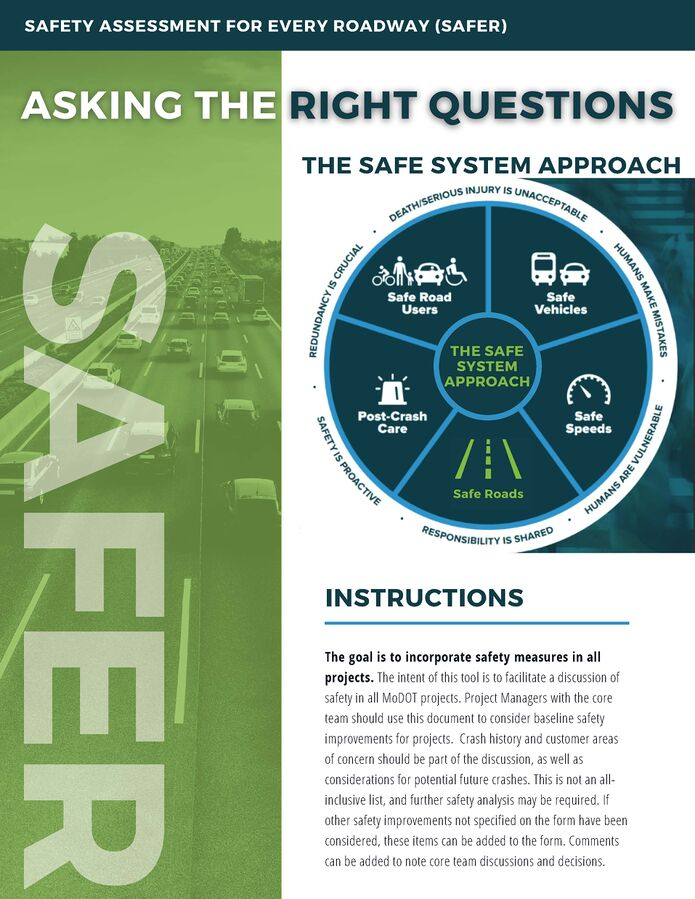 SAFETY ASSESSMENT FOR EVERY ROADWAY (SAFER)
ASKING THE RIGHT QUESTIONS
THE SAFE SYSTEM APPROACH
SAFER
DEATH/SERIOUS INJURY IS UNACCEPTABLE
HUMANS MAKE MISTAKES
HUMANS ARE VULNERABLE
RESPONSIBILITY IS SHARED
SAFETY IS PROACTIVE
REDUNDANCY IS CRUCIAL
Safe Road
Users
Safe
Vehicles
THE SAFE
SYSTEM
APPROACH
Post-Crash
Care
Safe
Speeds
Safe Roads
INSTRUCTIONS
The goal is to incorporate safety measures in all
projects. The intent of this tool is to facilitate a discussion of
safety in all MoDOT projects. Project Managers with the core
team should use this document to consider baseline safety
improvements for projects.  Crash history and customer areas
of concern should be part of the discussion, as well as
considerations for potential future crashes. This is not an all-
inclusive list, and further safety analysis may be required. If
other safety improvements not specified on the form have been
considered, these items can be added to the form. Comments
can be added to note core team discussions and decisions.